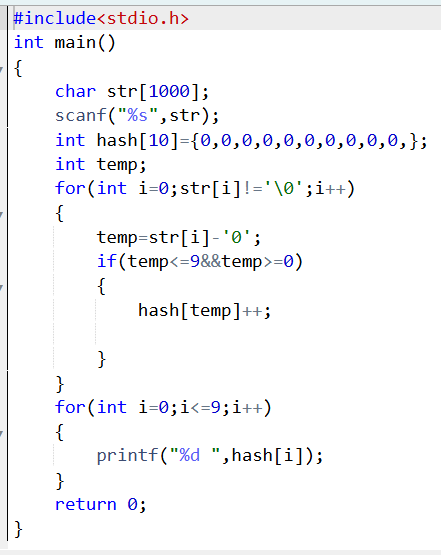 #include<stdio.h>
int main()
{
    char str[1000];
    scanf("%s",str);
    int hash[10]={0,0,0,0,0,0,0,0,0,0,};
    int temp;
    for(int i=0;str[i]!='\0';i++)
    {
        temp=str[i]-'0';
        if(temp<=9&&temp>=0)
        {
            hash[temp]++;
        }
    }
    for(int i=0;i<=9;i++)
    {
        printf("%d ",hash[i]);
    }
    return 0;
}